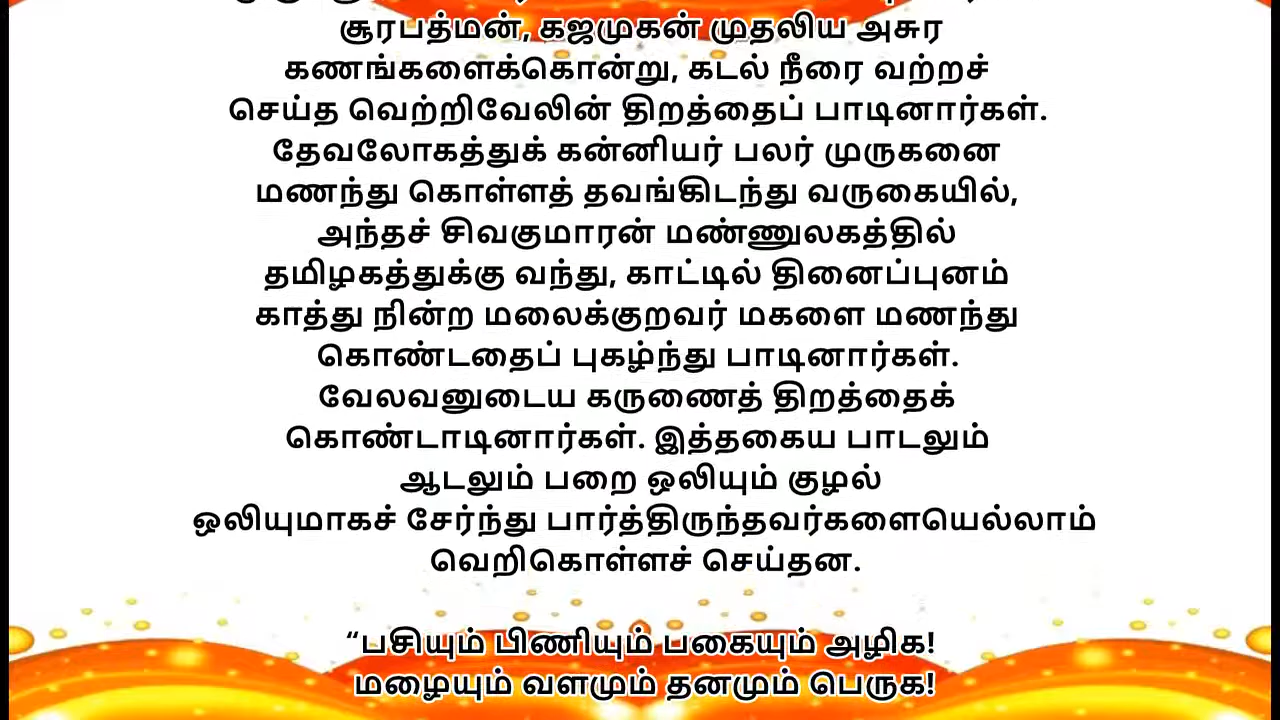 சூரபத்மன், கஜமுகன் முதலிய அசுர
கணங்களைக்கொன்று, கடல் நீரை வற்றச்
செய்த வெற்றிவேலின் திறத்தைப் பாடினார்கள்.
தேவலோகத்துக் கன்னியர் பலர் முருகனை
மணந்து கொள்ளத் தவங்கிடந்து வருகையில்,
அந்தச் சிவகுமாரன் மண்ணுலகத்தில்
தமிழகத்துக்கு வந்து, காட்டில் தினைப்புனம்
காத்து நின்ற மலைக்குறவர் மகளை மணந்து
கொண்டதைப் புகழ்ந்து பாடினார்கள்.
வேலவனுடைய கருணைத் திறத்தைக்
கொண்டாடினார்கள். இத்தகைய பாடலும்
ஆடலும் பறை ஒலியும் குழல்
ஒலியுமாகச் சேர்ந்து பார்த்திருந்தவர்களையெல்லாம்
வெறிகொள்ளச் செய்தன.
“பசியும் பிணியும் பகையும் அழிக!
மழையும் வளமும் தனமும் பெருக!